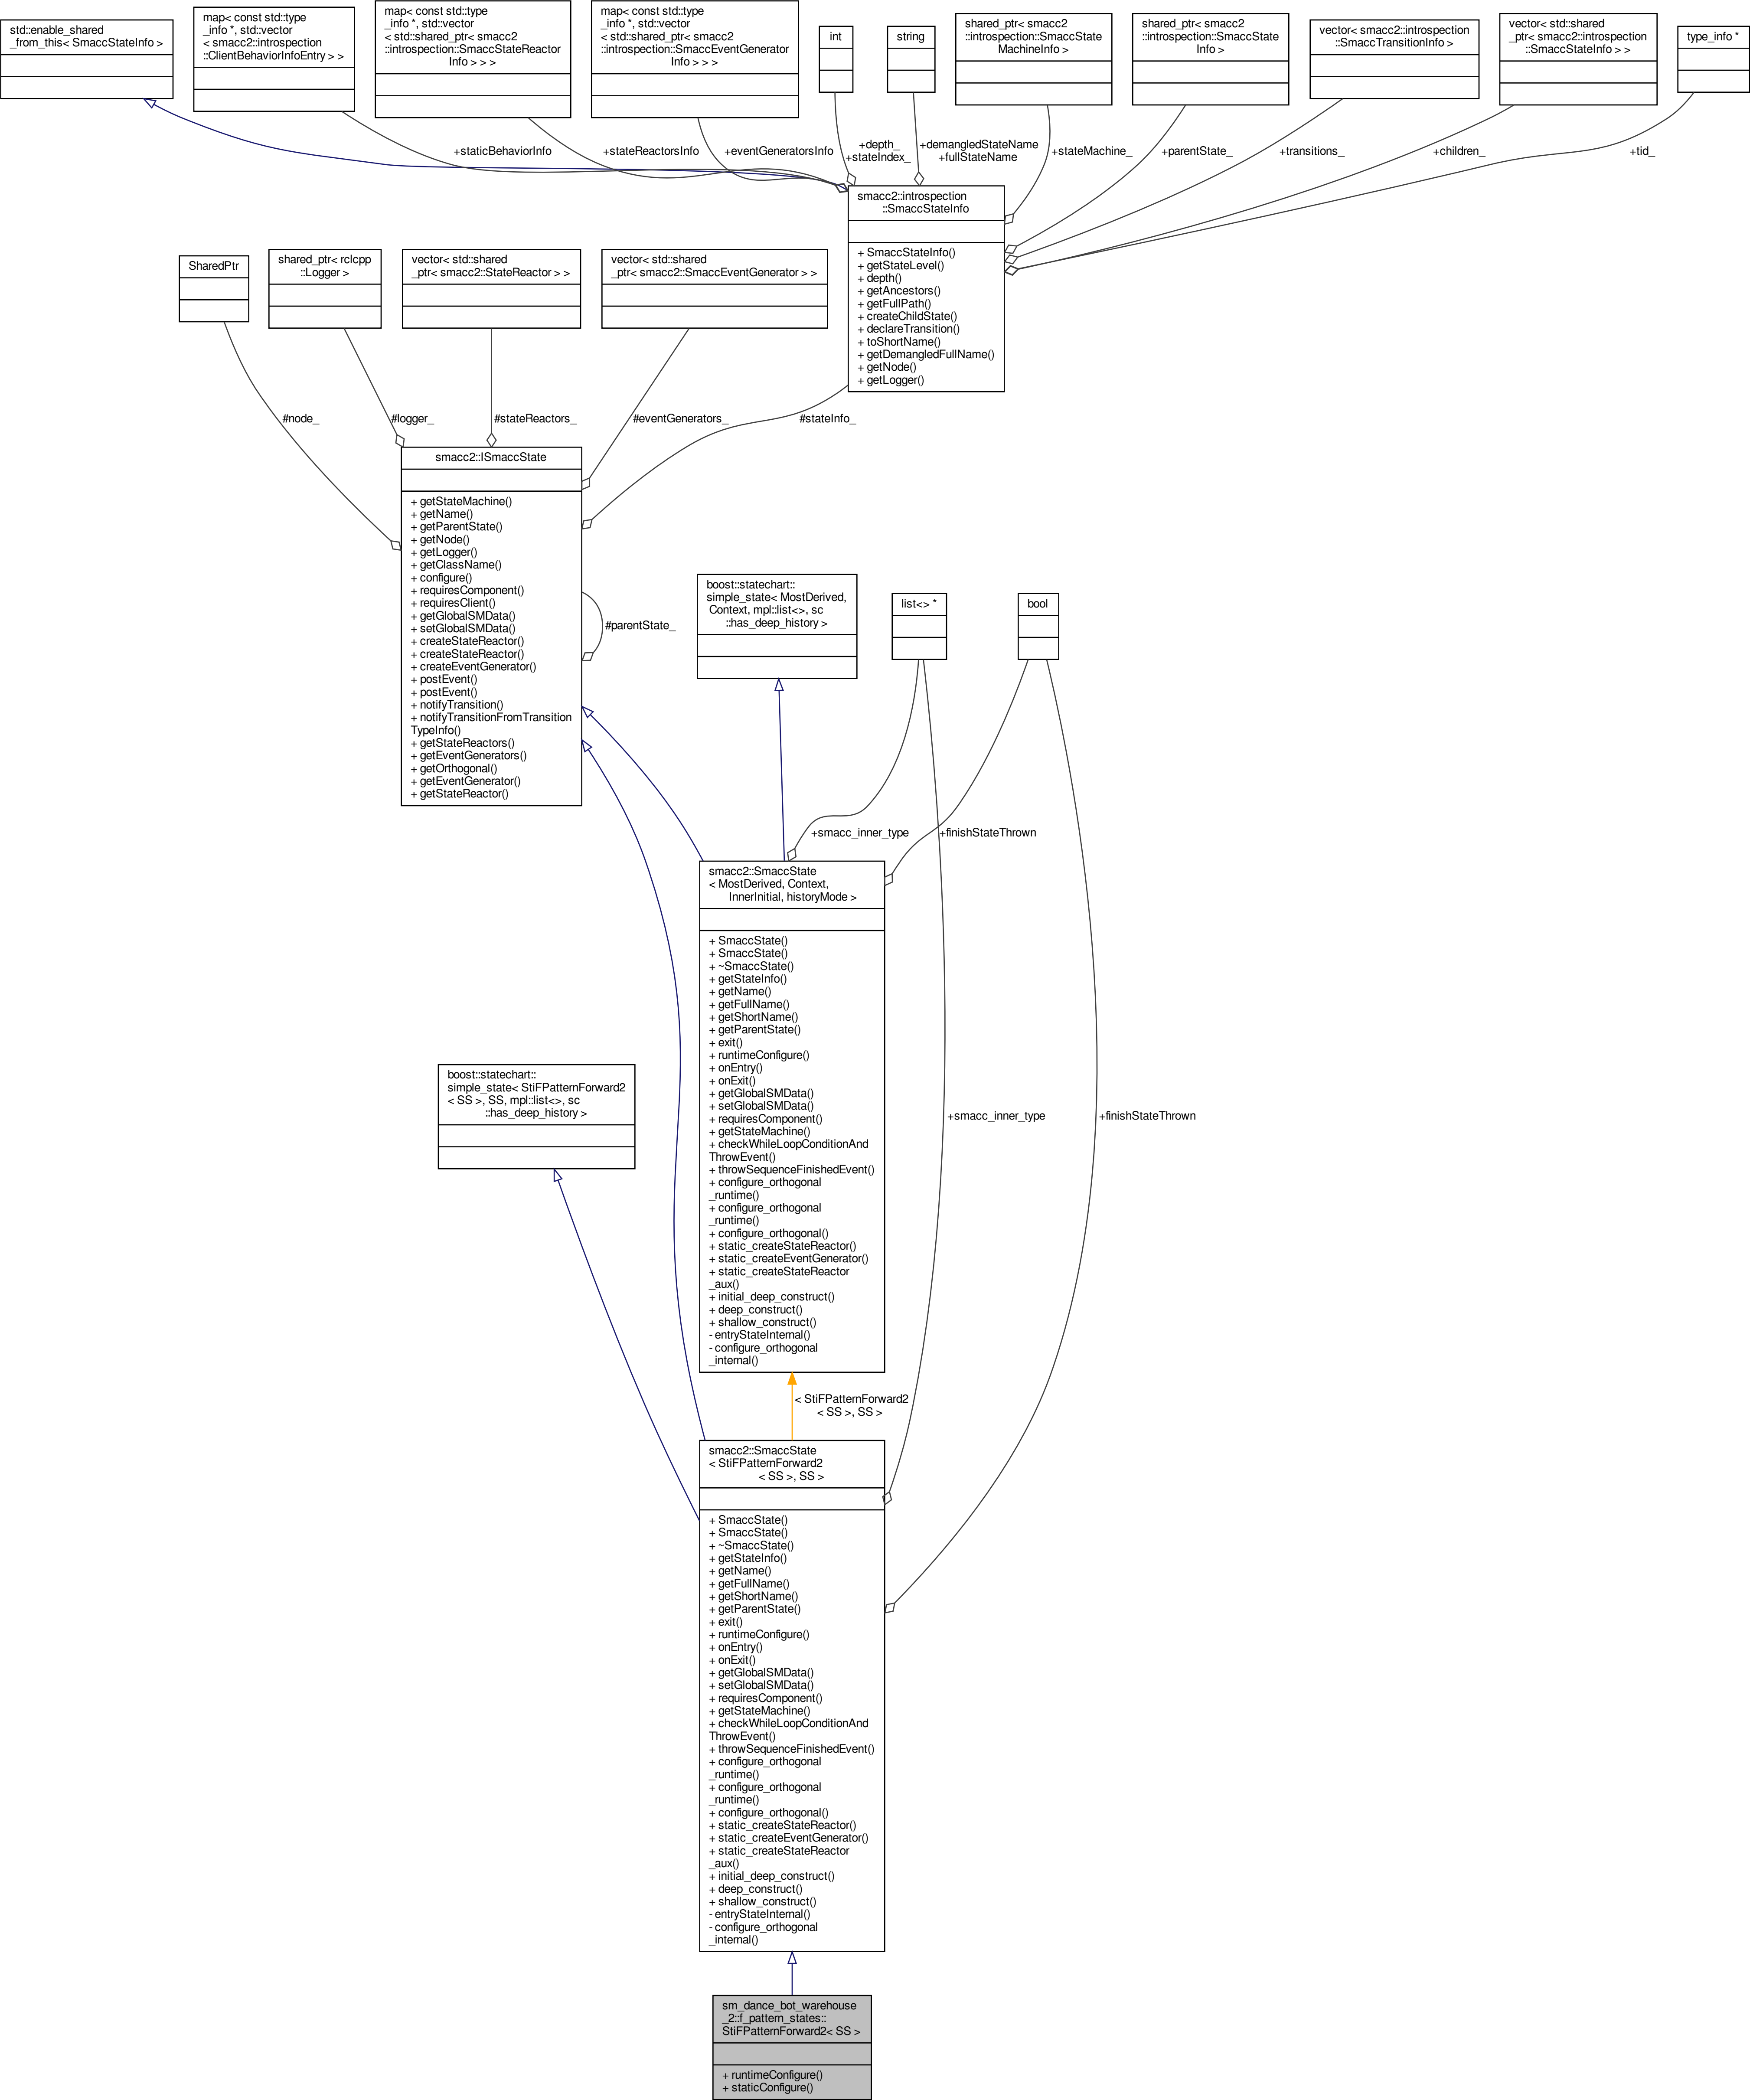 std::enable_shared
_from_this< SmaccStateInfo >
map< const std::type
_info *, std::vector
< smacc2::introspection
::ClientBehaviorInfoEntry > >
map< const std::type
_info *, std::vector
< std::shared_ptr< smacc2
::introspection::SmaccStateReactor
Info > > >
map< const std::type
_info *, std::vector
< std::shared_ptr< smacc2
::introspection::SmaccEventGenerator
Info > > >
int
string
shared_ptr< smacc2
::introspection::SmaccState
MachineInfo >
shared_ptr< smacc2
::introspection::SmaccState
Info >
vector< smacc2::introspection
::SmaccTransitionInfo >
vector< std::shared
_ptr< smacc2::introspection
::SmaccStateInfo > >
type_info *
+staticBehaviorInfo
+stateReactorsInfo
+eventGeneratorsInfo
+depth_
+stateIndex_
+demangledStateName
+fullStateName
+stateMachine_
+parentState_
+transitions_
+children_
+tid_
smacc2::introspection
::SmaccStateInfo
+ SmaccStateInfo()
+ getStateLevel()
+ depth()
+ getAncestors()
+ getFullPath()
+ createChildState()
+ declareTransition()
+ toShortName()
+ getDemangledFullName()
+ getNode()
+ getLogger()
SharedPtr
shared_ptr< rclcpp
::Logger >
vector< std::shared
_ptr< smacc2::StateReactor > >
vector< std::shared
_ptr< smacc2::SmaccEventGenerator > >
#node_
#logger_
#stateReactors_
#eventGenerators_
#stateInfo_
smacc2::ISmaccState
+ getStateMachine()
+ getName()
+ getParentState()
+ getNode()
+ getLogger()
+ getClassName()
+ configure()
+ requiresComponent()
+ requiresClient()
+ getGlobalSMData()
+ setGlobalSMData()
+ createStateReactor()
+ createStateReactor()
+ createEventGenerator()
+ postEvent()
+ postEvent()
+ notifyTransition()
+ notifyTransitionFromTransition
TypeInfo()
+ getStateReactors()
+ getEventGenerators()
+ getOrthogonal()
+ getEventGenerator()
+ getStateReactor()
#parentState_
boost::statechart::
simple_state< MostDerived,
Context, mpl::list<>, sc
::has_deep_history >
list<> *
bool
+smacc_inner_type
+finishStateThrown
smacc2::SmaccState
< MostDerived, Context,
InnerInitial, historyMode >
+ SmaccState()
+ SmaccState()
+ ~SmaccState()
+ getStateInfo()
+ getName()
+ getFullName()
+ getShortName()
+ getParentState()
+ exit()
+ runtimeConfigure()
+ onEntry()
+ onExit()
+ getGlobalSMData()
+ setGlobalSMData()
+ requiresComponent()
+ getStateMachine()
+ checkWhileLoopConditionAnd
ThrowEvent()
+ throwSequenceFinishedEvent()
+ configure_orthogonal
_runtime()
+ configure_orthogonal
_runtime()
+ configure_orthogonal()
+ static_createStateReactor()
+ static_createEventGenerator()
+ static_createStateReactor
_aux()
+ initial_deep_construct()
+ deep_construct()
+ shallow_construct()
- entryStateInternal()
- configure_orthogonal
_internal()
boost::statechart::
simple_state< StiFPatternForward2
< SS >, SS, mpl::list<>, sc
::has_deep_history >
+smacc_inner_type
+finishStateThrown
< StiFPatternForward2
< SS >, SS >
smacc2::SmaccState
< StiFPatternForward2
< SS >, SS >
+ SmaccState()
+ SmaccState()
+ ~SmaccState()
+ getStateInfo()
+ getName()
+ getFullName()
+ getShortName()
+ getParentState()
+ exit()
+ runtimeConfigure()
+ onEntry()
+ onExit()
+ getGlobalSMData()
+ setGlobalSMData()
+ requiresComponent()
+ getStateMachine()
+ checkWhileLoopConditionAnd
ThrowEvent()
+ throwSequenceFinishedEvent()
+ configure_orthogonal
_runtime()
+ configure_orthogonal
_runtime()
+ configure_orthogonal()
+ static_createStateReactor()
+ static_createEventGenerator()
+ static_createStateReactor
_aux()
+ initial_deep_construct()
+ deep_construct()
+ shallow_construct()
- entryStateInternal()
- configure_orthogonal
_internal()
sm_dance_bot_warehouse
_2::f_pattern_states::
StiFPatternForward2< SS >
+ runtimeConfigure()
+ staticConfigure()